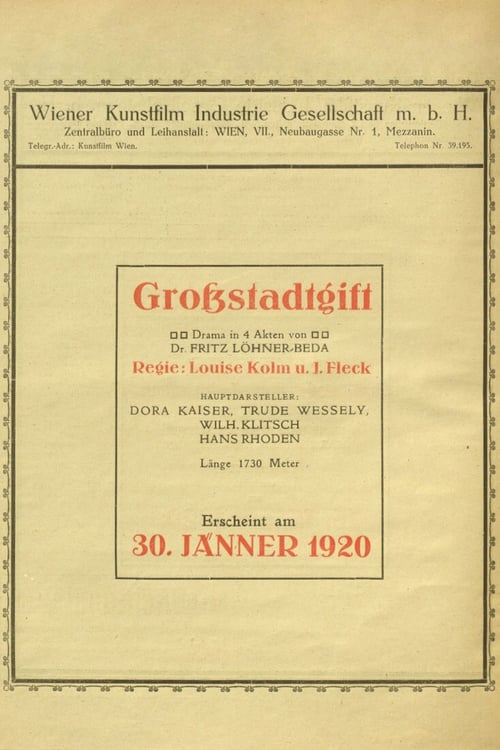 Wiener Kunstfilm Industrie Gesellschaft m. b. H.
Zentralbüro und Leihanstalt: WIEN, VII., Neubaugasse Nr. 1, Mezzanin.
Telegr.-Adr.: Kunstfilm Wien. Telephon Nr. 39.195.
Großstadtgift
Drama in 4 Akten von
Dr. FRITZ LÖHNER-BEDA
Regie: Louise Kolm u. J. Fleck
HAUPTDARSTELLER:
DORA KAISER, TRUDE WESSELY,
WILH. KLITSCH
HANS RHODEN
Länge 1730 Meter
Erscheint am
30. JÄNNER 1920